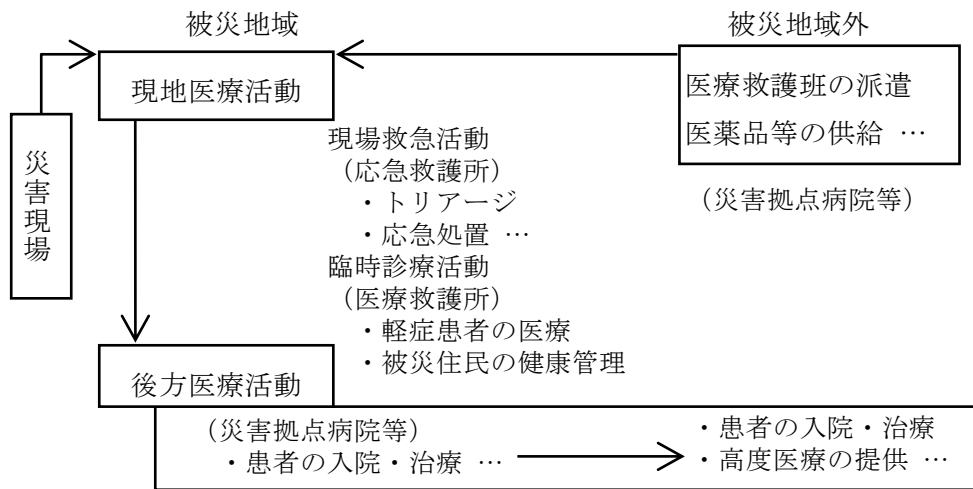 被災地域
被災地域外
現地医療活動
医療救護班の派遣
医薬品等の供給 …
（災害拠点病院等）
災害現場
現場救急活動
（応急救護所）
・トリアージ
・応急処置 …
臨時診療活動
（医療救護所）
・軽症患者の医療
・被災住民の健康管理
後方医療活動
（災害拠点病院等）
・患者の入院・治療 …
・患者の入院・治療
・高度医療の提供 …